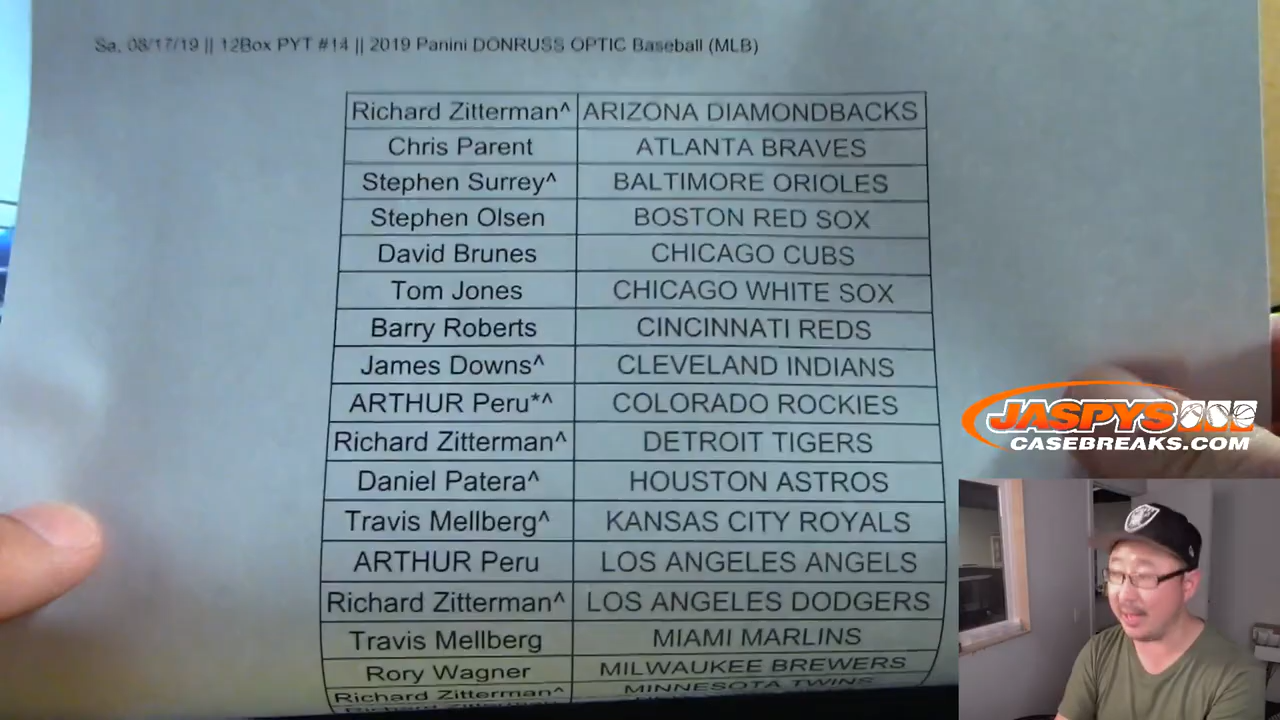 Sa, 08/17/19 || 12Box PYT #14 || 2019 Panini DONRUSS OPTIC Baseball (MLB)
Richard Zitterman^ ARIZONA DIAMONDBACKS
Chris Parent ATLANTA BRAVES
Stephen Surrey^ BALTIMORE ORIOLES
Stephen Olsen BOSTON RED SOX
David Brunes CHICAGO CUBS
Tom Jones CHICAGO WHITE SOX
Barry Roberts CINCINNATI REDS
James Downs^ CLEVELAND INDIANS
ARTHUR Peru*^ COLORADO ROCKIES
Richard Zitterman^ DETROIT TIGERS
Daniel Patera^ HOUSTON ASTROS
Travis Mellberg^ KANSAS CITY ROYALS
ARTHUR Peru LOS ANGELES ANGELS
Richard Zitterman^ LOS ANGELES DODGERS
Travis Mellberg MIAMI MARLINS
Rory Wagner MILWAUKEE BREWERS
Richard Zitterman^ MINNESOTA TWINS
JASPYS
CASEBREAKS.COM